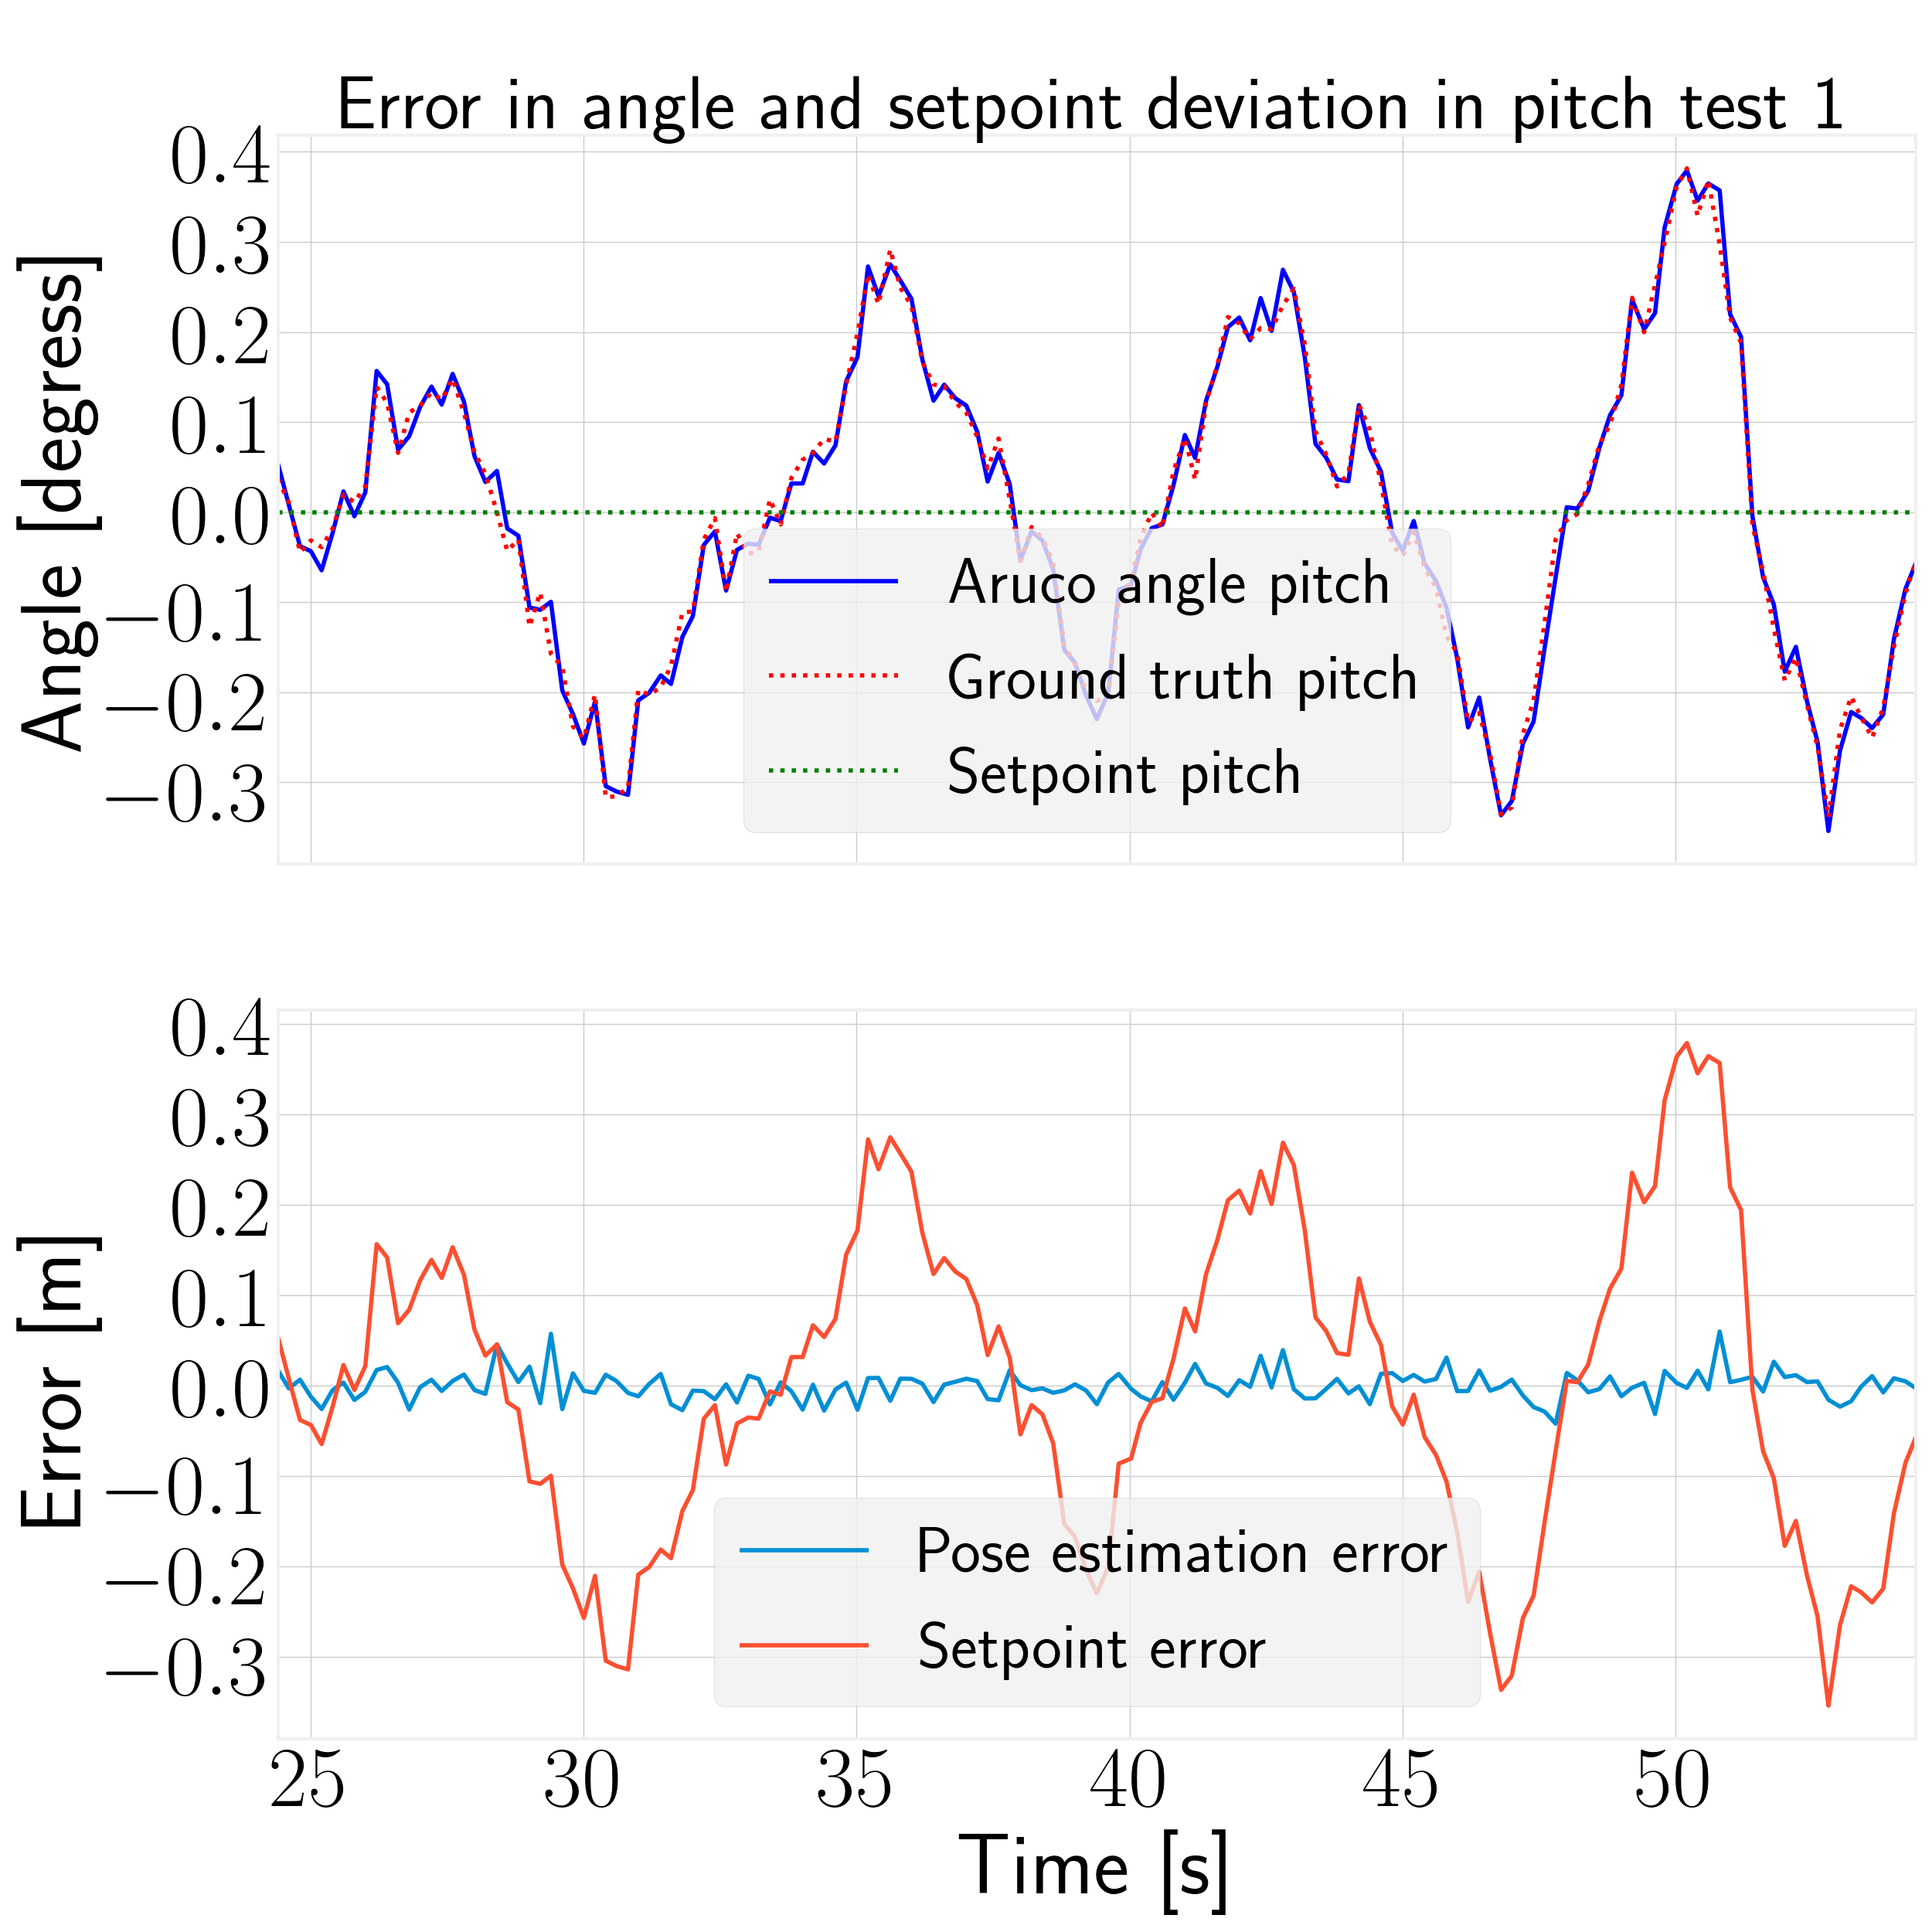 Error in angle and setpoint deviation in pitch test 1
Angle [degress]
0.4
0.3
0.2
0.1
0.0
−0.1
−0.2
−0.3
Aruco angle pitch
Ground truth pitch
Setpoint pitch
Error [m]
0.4
0.3
0.2
0.1
0.0
−0.1
−0.2
−0.3
Pose estimation error
Setpoint error
25 30 35 40 45 50
Time [s]